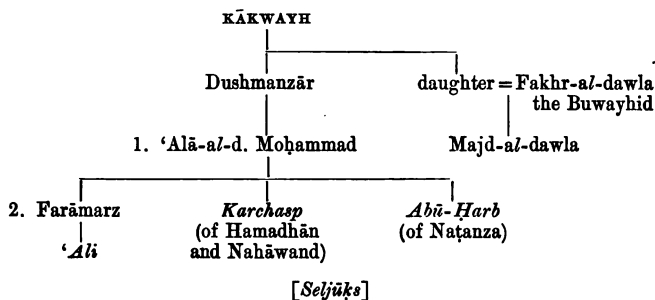 KĀKWAYH
Dushmanzār daughter = Fakhr-al-dawla
the Buwayhid
1. ‘Alā-al-d. Moḥammad Majd-al-dawla
2. Farāmarz Karchasp Abū-Ḥarb
(of Hamadhān (of Naṭanza)
‘Ali and Nahāwand)
[Seljūḳs]